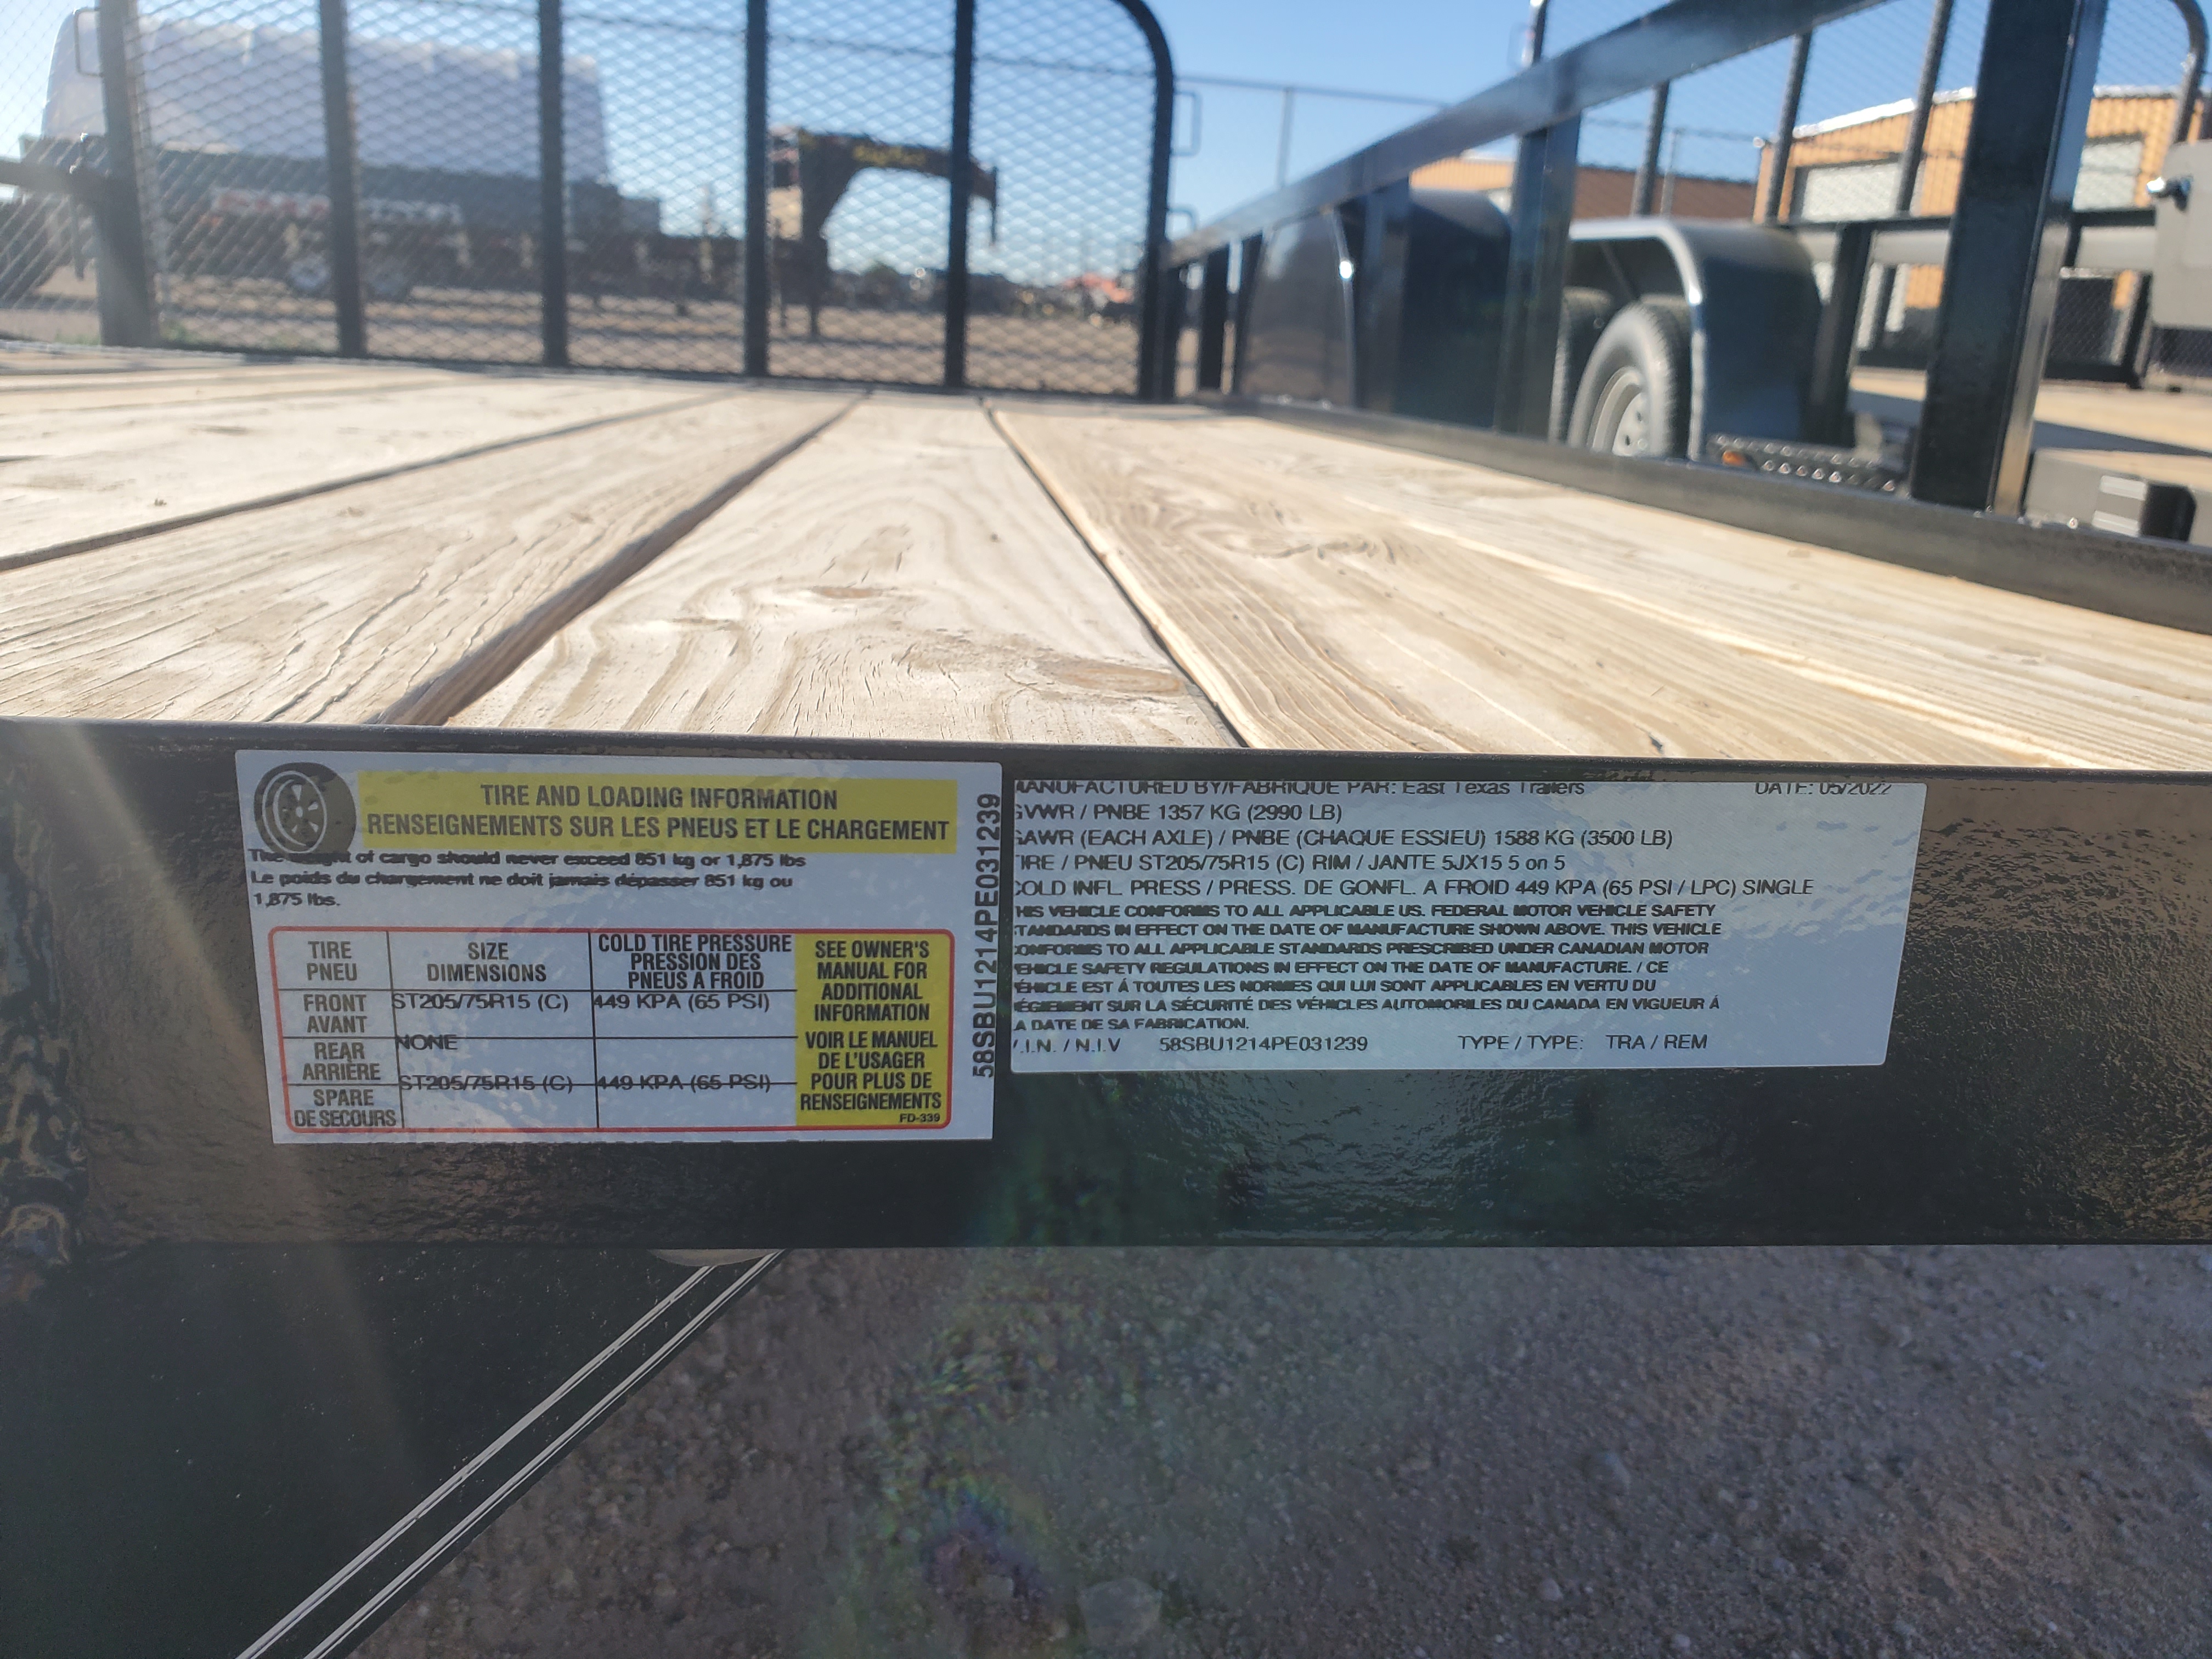 TIRE AND LOADING INFORMATION
RENSEIGNEMENTS SUR LES PNEUS ET LE CHARGEMENT
The weight of cargo should never exceed 851 kg or 1,875 lbs
Le poids du chargement ne doit jamais dépasser 851 kg ou
1,875 lbs.
TIRE
PNEU
SIZE
DIMENSIONS
COLD TIRE PRESSURE
PRESSION DES
PNEUS A FROID
FRONT
AVANT
ST205/75R15 (C)
449 KPA (65 PSI)
REAR
ARRIÈRE
NONE
SPARE
DE SECOURS
ST205/75R15 (C)
449 KPA (65 PSI)
SEE OWNER'S
MANUAL FOR
ADDITIONAL
INFORMATION
VOIR LE MANUEL
DE L'USAGER
POUR PLUS DE
RENSEIGNEMENTS
FD-339
58SBU1214PE031239
MANUFACTURED BY/FABRIQUE PAR: East Texas Trailers DATE: 05/2022
GVWR / PNBE 1357 KG (2990 LB)
GAWR (EACH AXLE) / PNBE (CHAQUE ESSIEU) 1588 KG (3500 LB)
TIRE / PNEU ST205/75R15 (C) RIM / JANTE 5JX15 5 on 5
COLD INFL. PRESS / PRESS. DE GONFL. A FROID 449 KPA (65 PSI / LPC) SINGLE
THIS VEHICLE CONFORMS TO ALL APPLICABLE US. FEDERAL MOTOR VEHICLE SAFETY
STANDARDS IN EFFECT ON THE DATE OF MANUFACTURE SHOWN ABOVE. THIS VEHICLE
CONFORMS TO ALL APPLICABLE STANDARDS PRESCRIBED UNDER CANADIAN MOTOR
VEHICLE SAFETY REGULATIONS IN EFFECT ON THE DATE OF MANUFACTURE. / CE
VÉHICLE EST Á TOUTES LES NORMES QUI LUI SONT APPLICABLES EN VERTU DU
RÉGIEMENT SUR LA SÉCURITÉ DES VÉHICLES AUTOMOBILES DU CANADA EN VIGUEUR Á
LA DATE DE SA FABRICATION.
V.I.N. / N.I.V 58SBU1214PE031239 TYPE / TYPE: TRA / REM